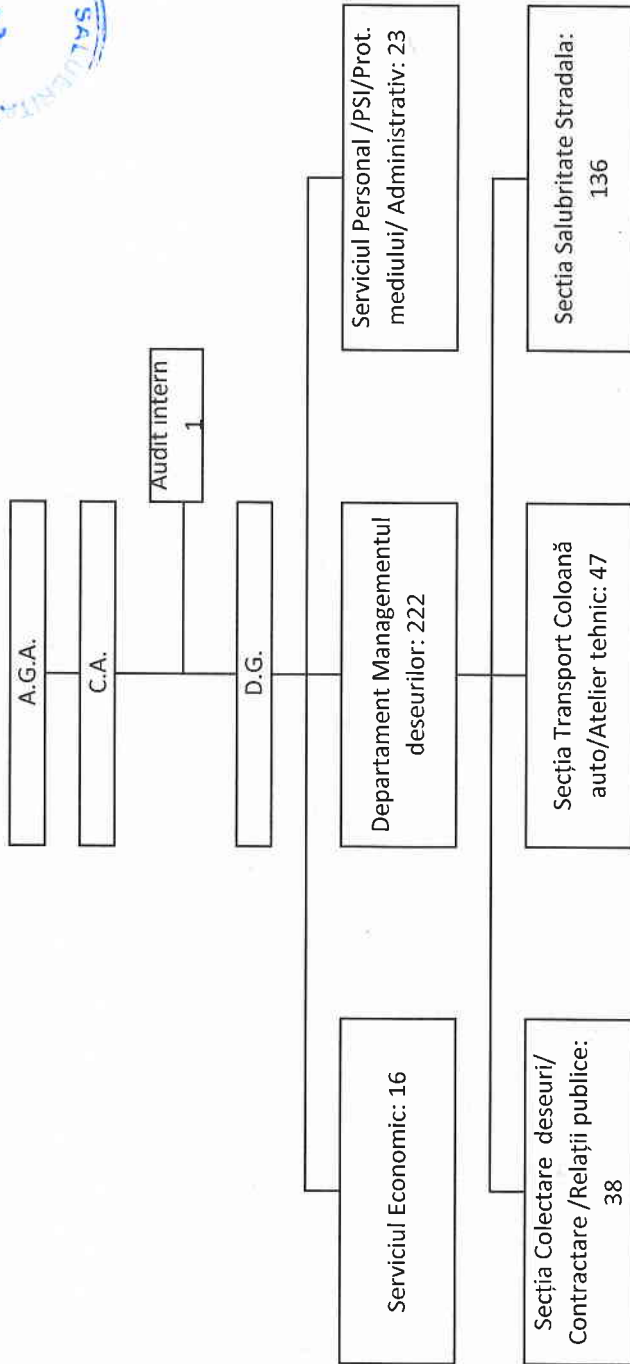 A.G.A.
C.A.
Audit intern
1
D.G.
Serviciul Economic: 16
Departament Managementul
deseurilor: 222
Serviciul Personal /PSI/Prot.
mediului/ Administrativ: 23
Secția Colectare deseuri/
Contractare /Relații publice:
38
Secția Transport Coloană
auto/Atelier tehnic: 47
Sectia Salubritate Stradala:
136